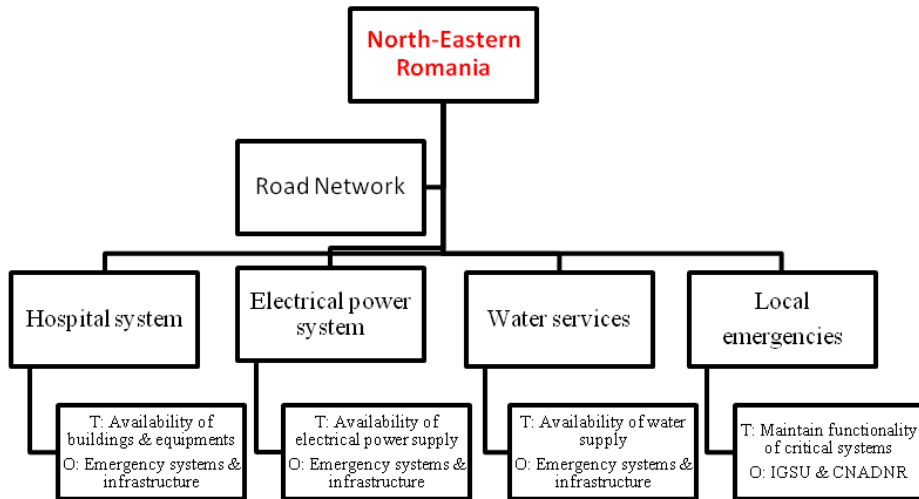 North-Eastern
Romania
Road Network
Hospital system
Electrical power
system
Water services
Local
emergencies
T: Availability of
buildings & equipments
O: Emergency systems &
infrastructure
T: Availability of
electrical power supply
O: Emergency systems &
infrastructure
T: Availability of water
supply
O: Emergency systems &
infrastructure
T: Maintain functionality
of critical systems
O: IGSU & CNADNR